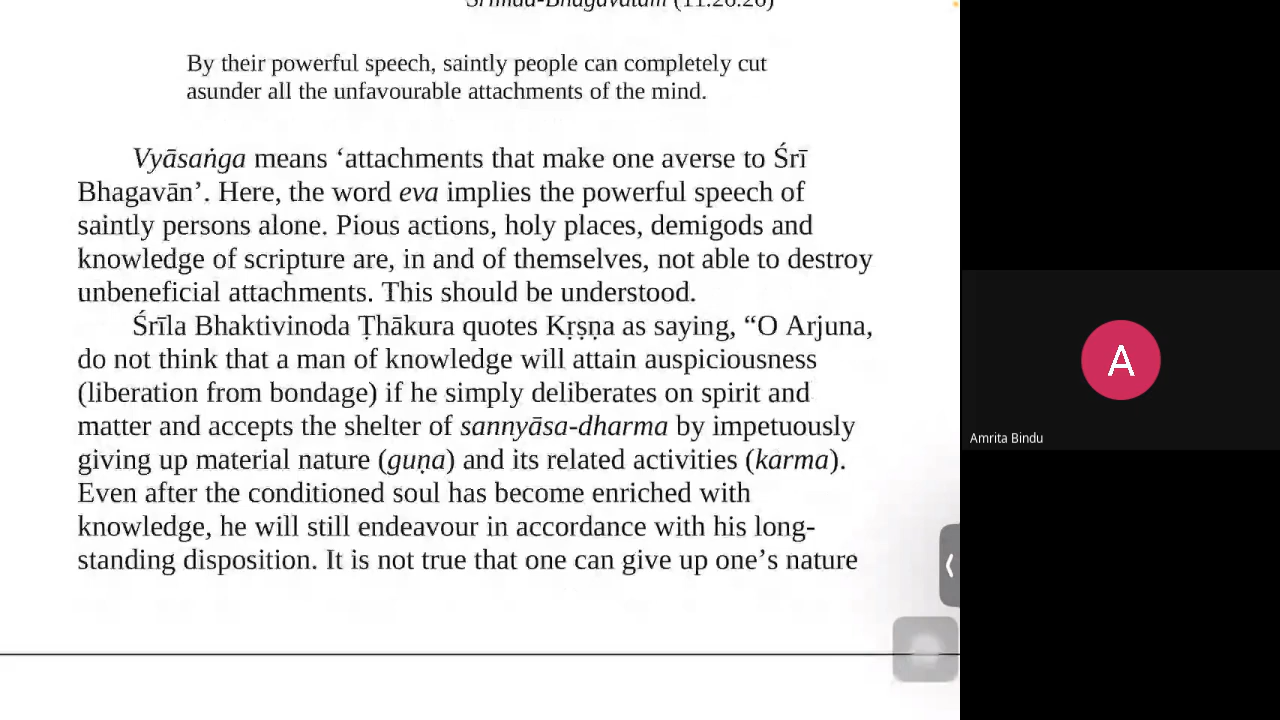 Śrīmad-Bhāgavatam (11.26.26)
By their powerful speech, saintly people can completely cut
asunder all the unfavourable attachments of the mind.
Vyāsaṅga means ‘attachments that make one averse to Śrī
Bhagavān’. Here, the word eva implies the powerful speech of
saintly persons alone. Pious actions, holy places, demigods and
knowledge of scripture are, in and of themselves, not able to destroy
unbeneficial attachments. This should be understood.
Śrīla Bhaktivinoda Ṭhākura quotes Kṛṣṇa as saying, “O Arjuna,
do not think that a man of knowledge will attain auspiciousness
(liberation from bondage) if he simply deliberates on spirit and
matter and accepts the shelter of sannyāsa-dharma by impetuously
giving up material nature (guṇa) and its related activities (karma).
Even after the conditioned soul has become enriched with
knowledge, he will still endeavour in accordance with his long-
standing disposition. It is not true that one can give up one’s nature
A
Amrita Bindu